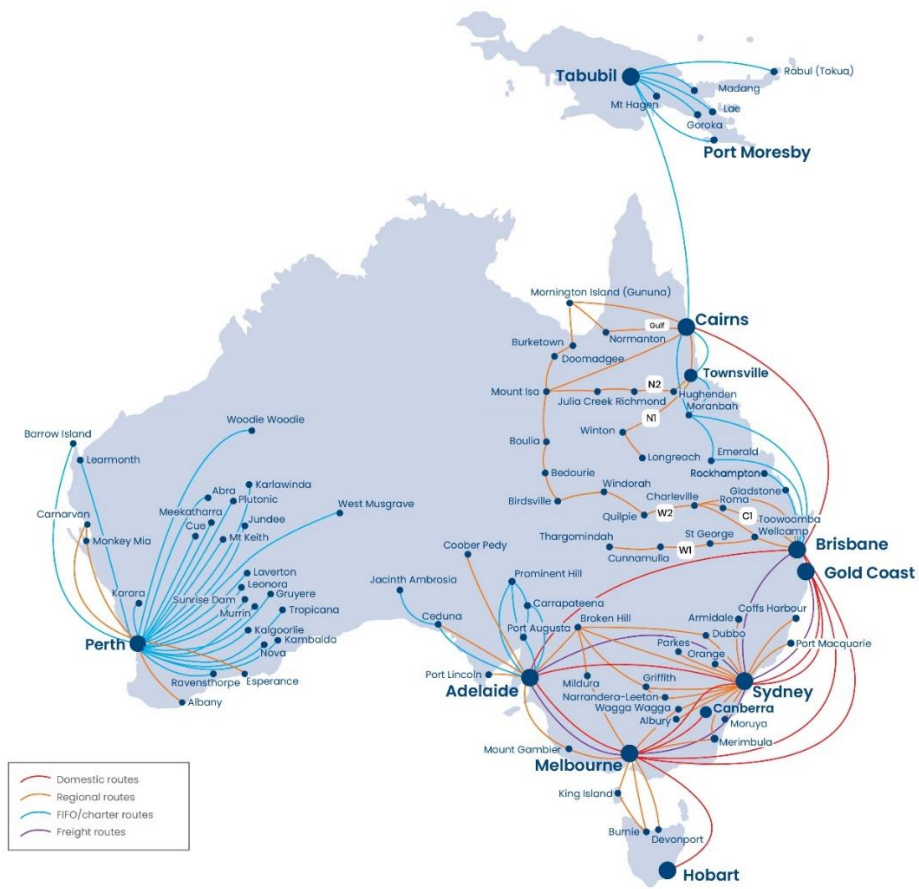 Tabubil
Rabul (Tokua)
Madang
Mt Hagen
Lae
Goroka
Port Moresby
Mornington Island (Gununa)
Gulf
Cairns
Normanton
Burketown
Doomadgee
Townsville
N2
Mount Isa
Hughenden
Julia Creek
Richmond
Moranbah
N1
Winton
Woodie Woodie
Barrow Island
Boulia
Longreach
Emerald
Learmonth
Rockhampton
Bedourie
Karlawinda
Abra
Plutonic
Windorah
Gladstone
Birdsville
Charleville
Roma
West Musgrave
Meekatharra
Jundee
Carnarvon
Cue
Quilpie
W2
C1
Toowoomba
Wellcamp
Monkey Mia
Mt Keith
Thargomindah
St George
Brisbane
Coober Pedy
Cunnamulla
W1
Laverton
Jacinth Ambrosia
Prominent Hill
Gold Coast
Leonora
Gruyere
Karara
Sunrise Dam
Murrin
Tropicana
Carrapateena
Coffs Harbour
Ceduna
Broken Hill
Armidale
Kalgoorlie
Kambalda
Port Augusta
Dubbo
Perth
Nova
Parkes
Port Macquarie
Orange
Ravensthorpe
Esperance
Port Lincoln
Adelaide
Mildura
Griffith
Sydney
Narrandera-Leeton
Albany
Wagga Wagga
Canberra
Albury
Moruya
Mount Gambier
Merimbula
Melbourne
Domestic routes
Regional routes
FIFO/charter routes
Freight routes
King Island
Burnie
Devonport
Hobart